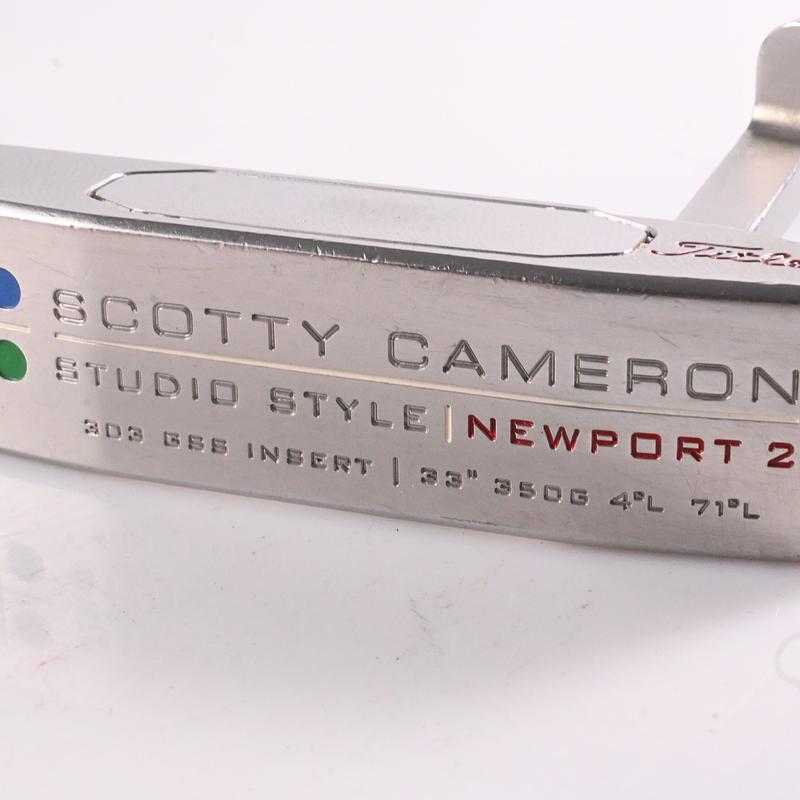 SCOTTY CAMERON
STUDIO STYLE | NEWPORT 2
303 GSS INSERT | 33" 350G 4°L 71°L